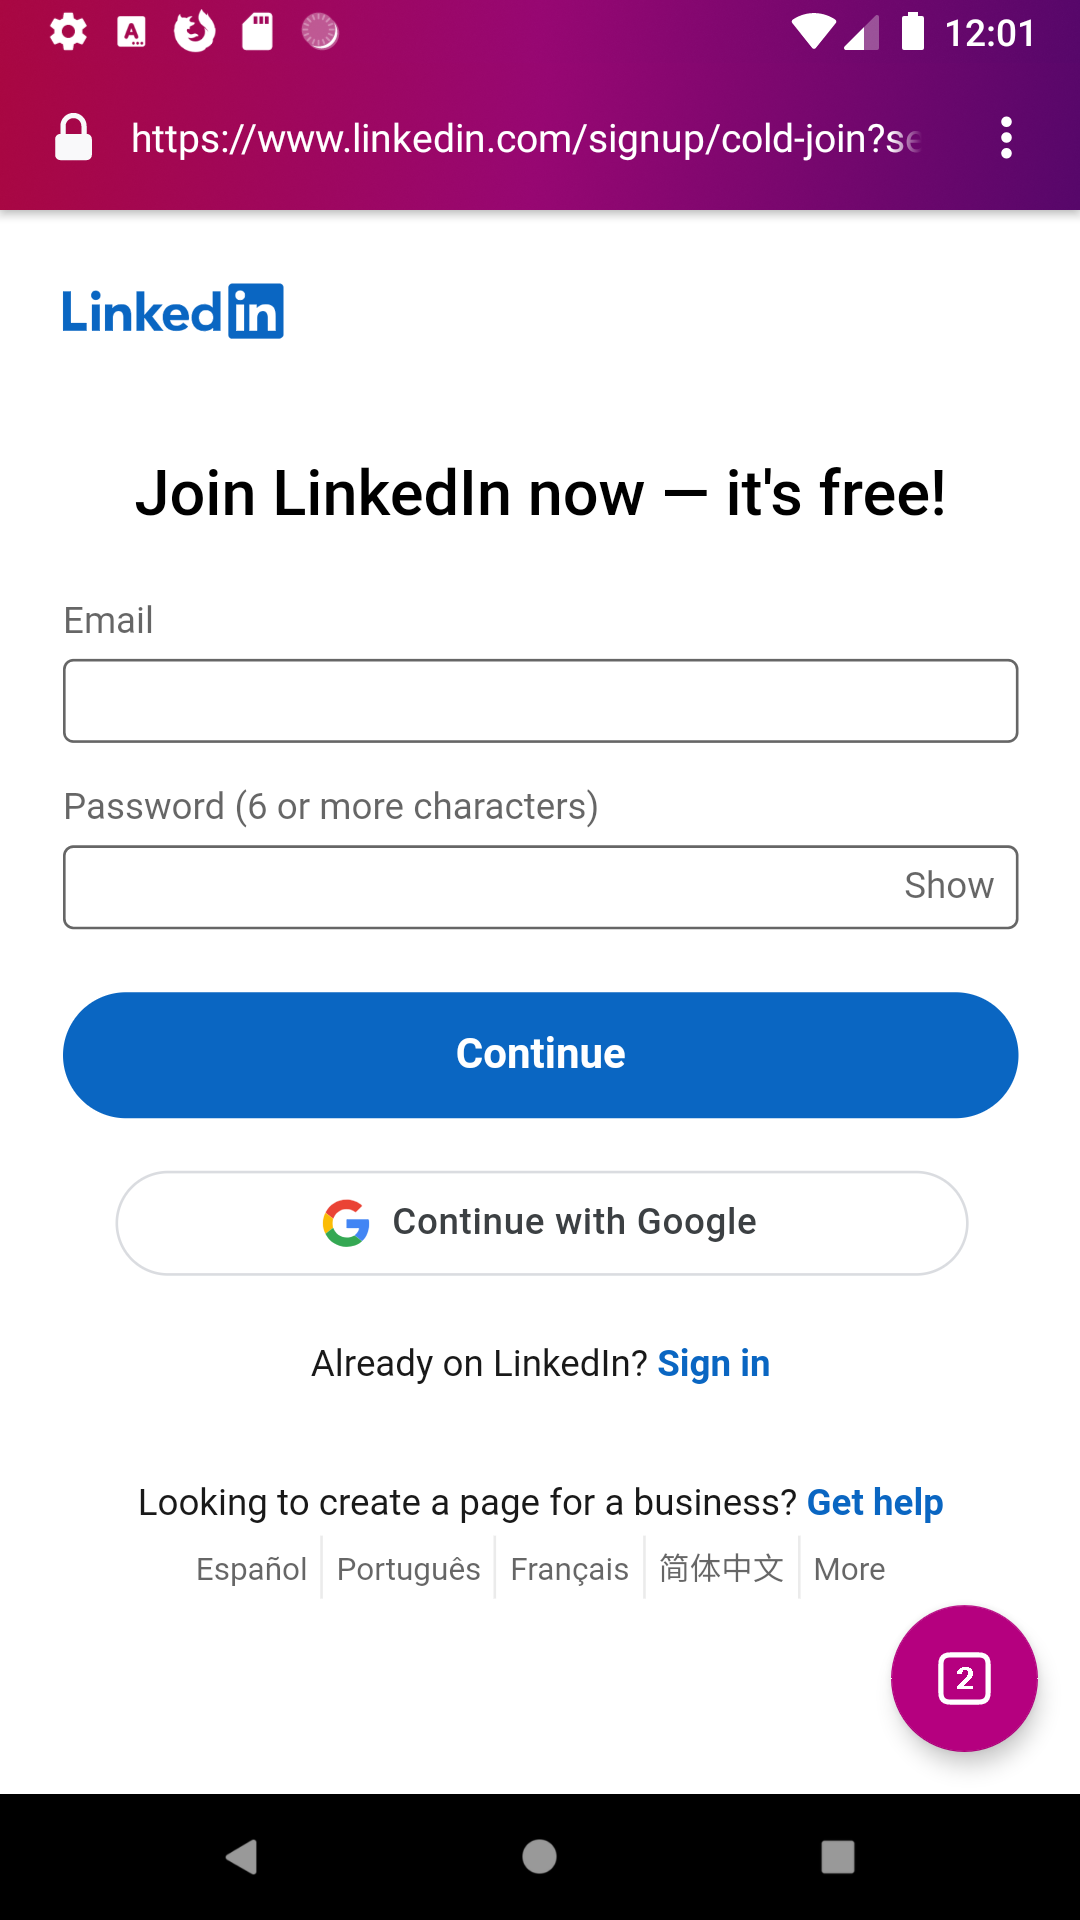 12:01
https://www.linkedin.com/signup/cold-join?se
Linkedin
Join LinkedIn now — it's free!
Email
Password (6 or more characters)
Show
Continue
Continue with Google
Already on LinkedIn? Sign in
Looking to create a page for a business? Get help
Español Português Français 简体中文 More
2